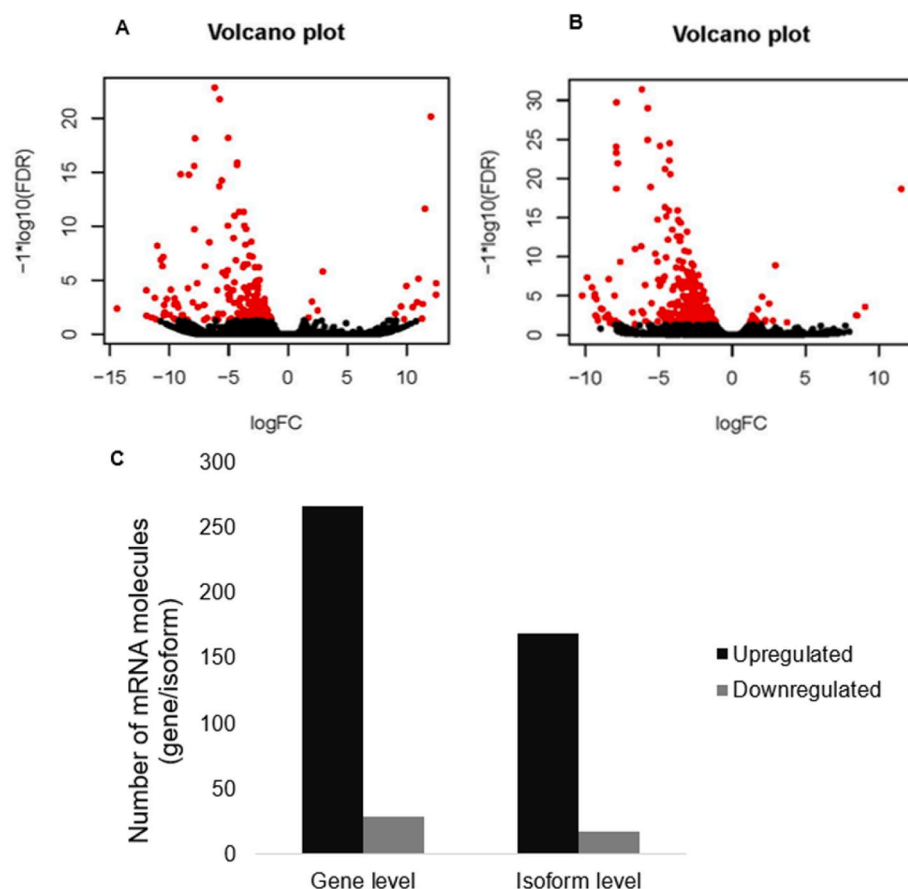 A
Volcano plot
−1*log10(FDR)
20
15
10
5
0
−15
−10
−5
0
5
10
logFC
B
Volcano plot
−1*log10(FDR)
30
25
20
15
10
5
0
−10
−5
0
5
10
logFC
C
Number of mRNA molecules
(gene/isoform)
300
250
200
150
100
50
0
Gene level
Isoform level
Upregulated
Downregulated